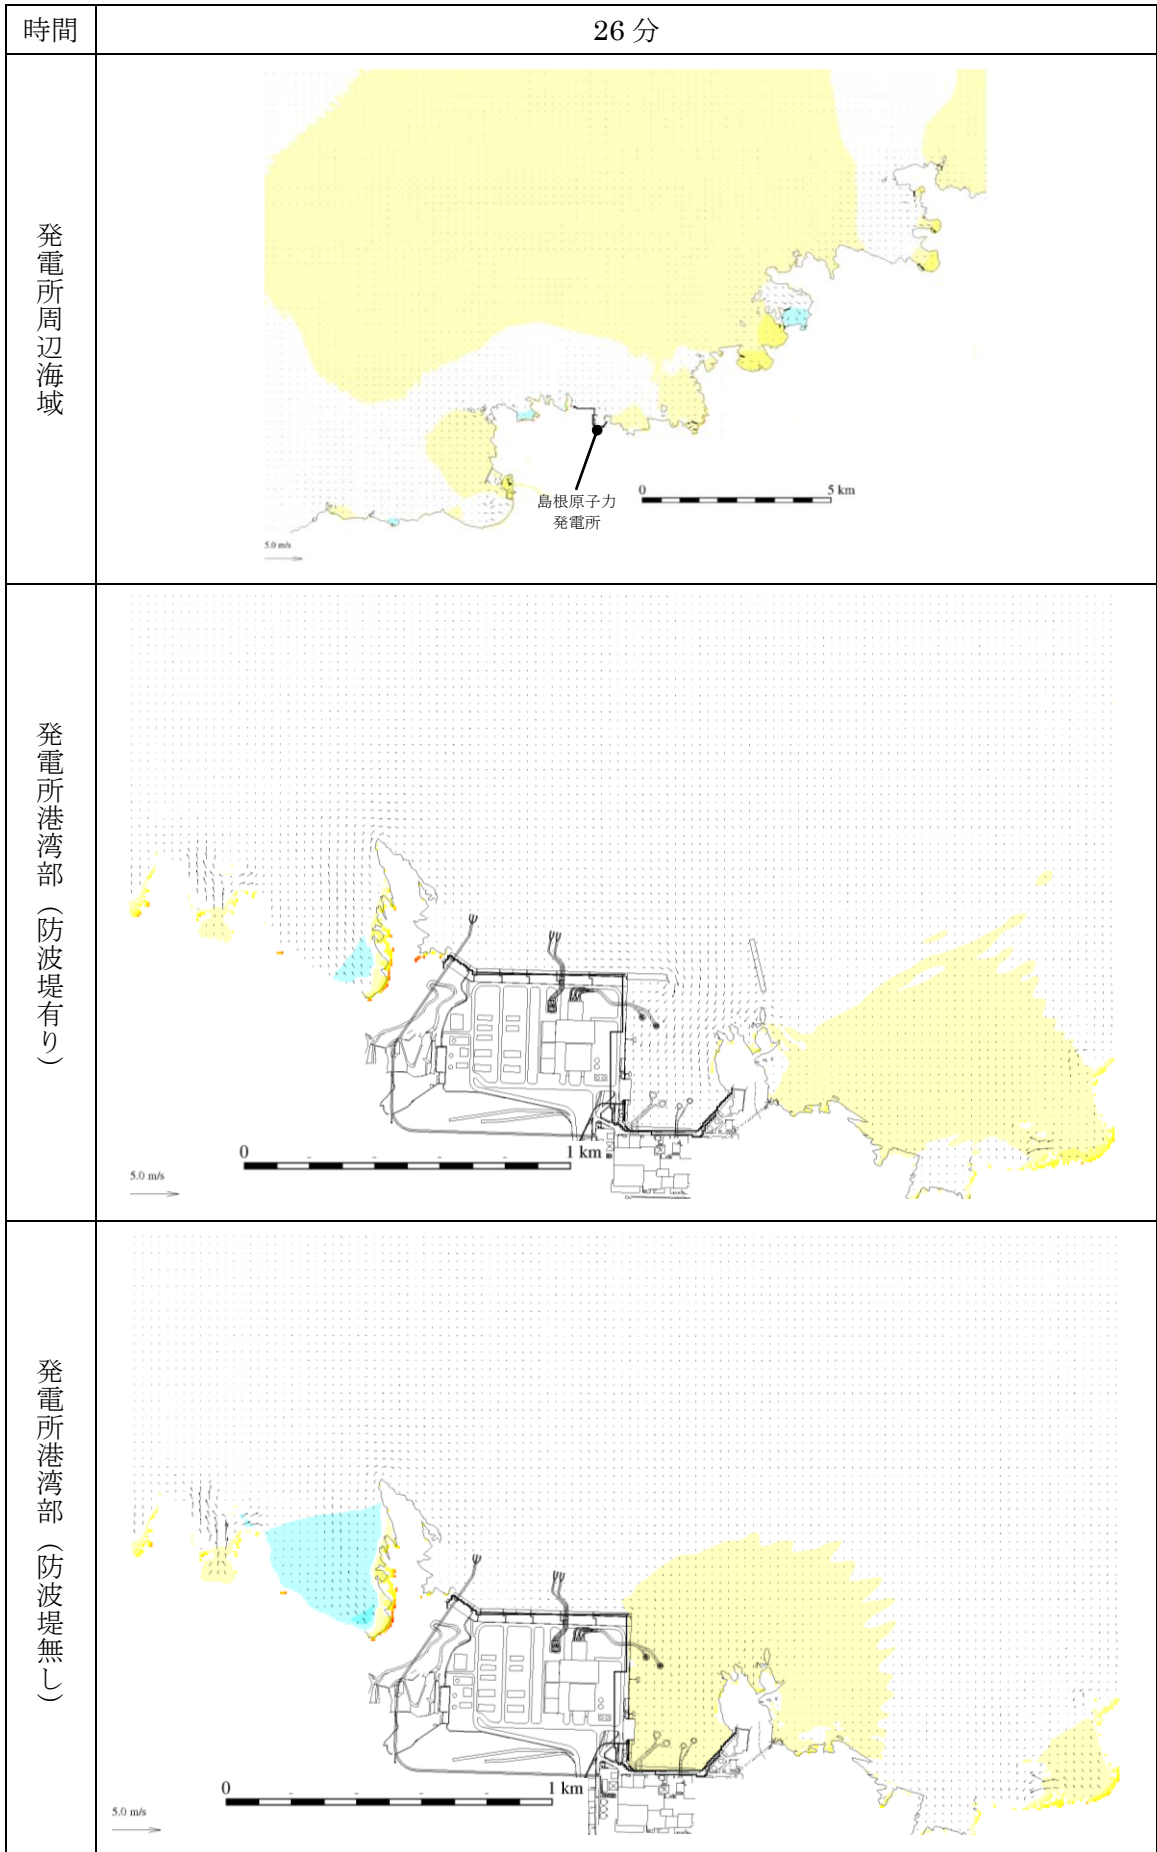 時間
26 分
発電所周辺海域
島根原子力
発電所
0 5 km
5.0 m/s
発電所港湾部（防波堤有り）
0 1 km
5.0 m/s
発電所港湾部（防波堤無し）
0 1 km
5.0 m/s